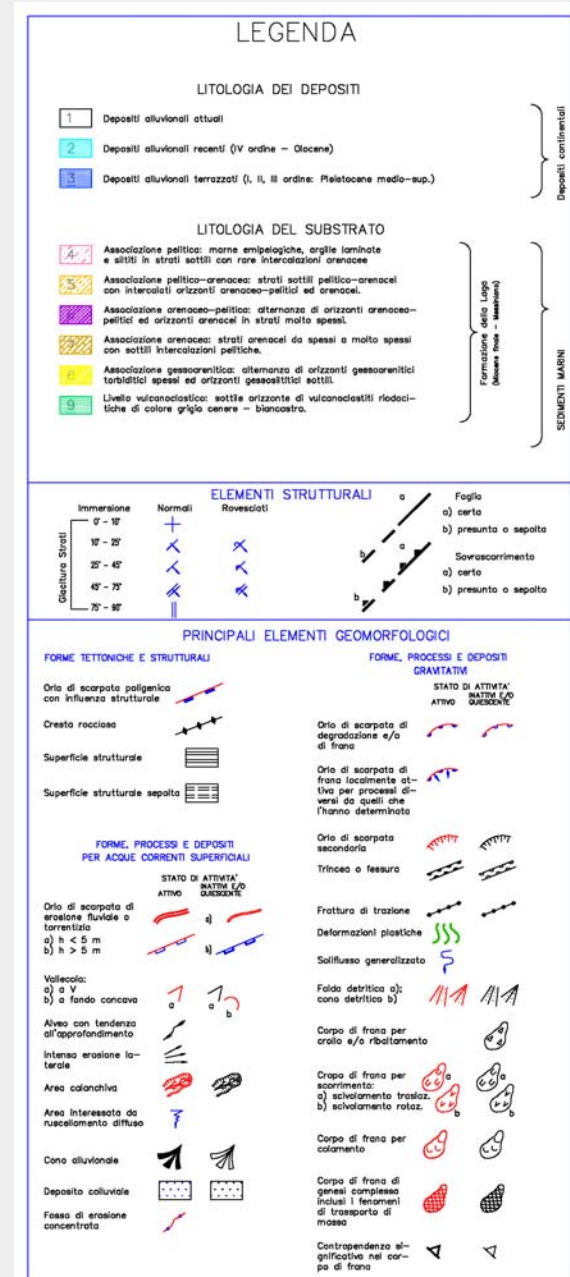 LEGENDA
LITOLOGIA DEI DEPOSITI
1 Depositi alluvionali attuali
2 Depositi alluvionali recenti (IV ordine - Olocene)
3 Depositi alluvionali terrazzati (I, II, III ordine: Pleistocene medio-sup.)
Depositi continentali
LITOLOGIA DEL SUBSTRATO
4 Associazione pelitica: marne emipelagiche, argille laminate
e siltiti in strati sottili con rare intercalazioni arenacee
5 Associazione pelitico-arenacea: strati sottili pelitico-arenacei
con intercalati orizzonti arenaceo-pelitici ed arenacei.
6 Associazione arenaceo-pelitica: alternanza di orizzonti arenaceo-
pelitici ed orizzonti arenacei in strati molto spessi.
7 Associazione arenacea: strati arenacei da spessi a molto spessi
con sottili intercalazioni pelitiche.
8 Associazione gessoarenitica: alternanza di orizzonti gessoarenitici
torbiditici spessi ed orizzonti gessosiltitici sottili.
9 Livello vulcanoclastico: sottile orizzonte di vulcanoclastiti riodoci-
tiche di colore grigio cenere - biancastro.
Formazione della Laga
(Miocene finale - Messiniano)
SEDIMENTI MARINI
ELEMENTI STRUTTURALI
Immersione Normali Rovesciati
Giacitura Strati
0° - 10°
10° - 25°
25° - 45°
45° - 75°
75° - 90°
a
b
Faglia
a) certa
b) presunta o sepolta
a
b
Sovrascorrimento
a) certo
b) presunto o sepolto
PRINCIPALI ELEMENTI GEOMORFOLOGICI
FORME TETTONICHE E STRUTTURALI
Orlo di scarpata poligenica
con influenza strutturale
Cresta rocciosa
Superficie strutturale
Superficie strutturale sepolta
FORME, PROCESSI E DEPOSITI
PER ACQUE CORRENTI SUPERFICIALI
STATO DI ATTIVITA'
ATTIVO
INATTIVI E/O
QUIESCENTE
Orlo di scarpata di
erosione fluviale o
torrentizia
a) h < 5 m
b) h > 5 m
a)
b)
Vallecola:
a) a V
b) a fondo concavo
a
a
b
Alveo con tendenza
all'approfondimento
Intensa erosione la-
terale
Area calanchiva
Area interessata da
ruscellamento diffuso
Cono alluvionale
Deposito colluviale
Fosso di erosione
concentrata
FORME, PROCESSI E DEPOSITI
GRAVITATIVI
STATO DI ATTIVITA'
ATTIVO
INATTIVI E/O
QUIESCENTE
Orlo di scarpata di
degradazione e/o
di frana
Orlo di scarpata di
frana localmente at-
tiva per processi di-
versi da quelli che
l'hanno determinata
Orlo di scarpata
secondaria
Trincea o fessura
Frattura di trazione
Deformazioni plastiche
Soliflusso generalizzato
Falda detritica a);
cono detritico b)
Corpo di frana per
crollo e/o ribaltamento
Cropo di frana per
scorrimento:
a) scivolamento traslaz.
b) scivolamento rotaz.
a
b
a
b
Corpo di frana per
colamento
Corpo di frana di
genesi complessa
inclusi i fenomeni
di trasporto di
massa
Contropendenza si-
gnificativa nel cor-
po di frana